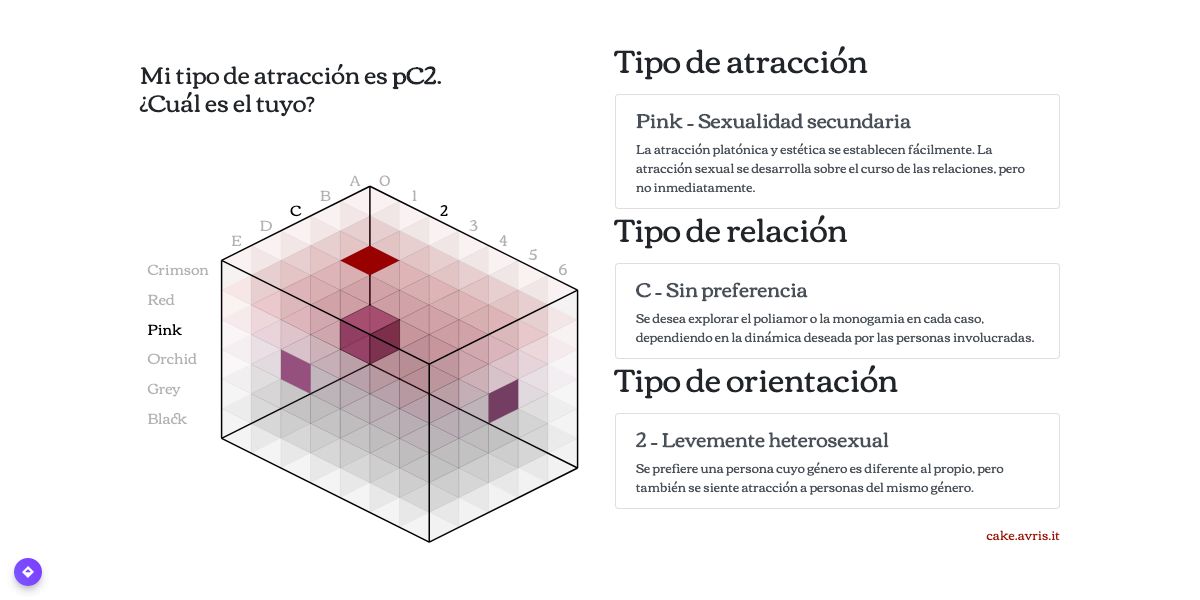 Mi tipo de atracción es pC2.
¿Cuál es el tuyo?
A 0
B 1
C 2
D 3
E 4
5
6
Crimson
Red
Pink
Orchid
Grey
Black
Tipo de atracción
Pink - Sexualidad secundaria
La atracción platónica y estética se establecen fácilmente. La
atracción sexual se desarrolla sobre el curso de las relaciones, pero
no inmediatamente.
Tipo de relación
C - Sin preferencia
Se desea explorar el poliamor o la monogamia en cada caso,
dependiendo en la dinámica deseada por las personas involucradas.
Tipo de orientación
2 - Levemente heterosexual
Se prefiere una persona cuyo género es diferente al propio, pero
también se siente atracción a personas del mismo género.
cake.avris.it